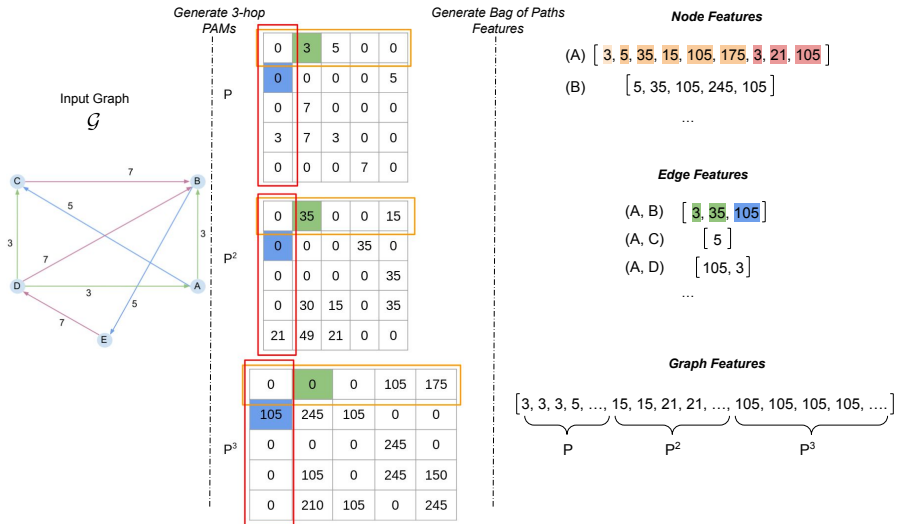 Generate 3-hop
PAMs
Generate Bag of Paths
Features
Input Graph
𝒢
C
B
D
A
E
7
5
3
3
7
3
5
7
P
0 3 5 0 0
0 0 0 0 5
0 7 0 0 0
3 7 3 0 0
0 0 0 7 0
P²
0 35 0 0 15
0 0 0 35 0
0 0 0 0 35
0 30 15 0 35
21 49 21 0 0
P³
0 0 0 105 175
105 245 105 0 0
0 0 0 245 0
0 105 0 245 150
0 210 105 0 245
Node Features
(A) [ 3, 5, 35, 15, 105, 175, 3, 21, 105 ]
(B) [5, 35, 105, 245, 105]
...
Edge Features
(A, B) [ 3, 35, 105 ]
(A, C) [ 5 ]
(A, D) [105, 3]
...
Graph Features
[3, 3, 3, 5, ..., 15, 15, 21, 21, ..., 105, 105, 105, 105, ....]
P P² P³